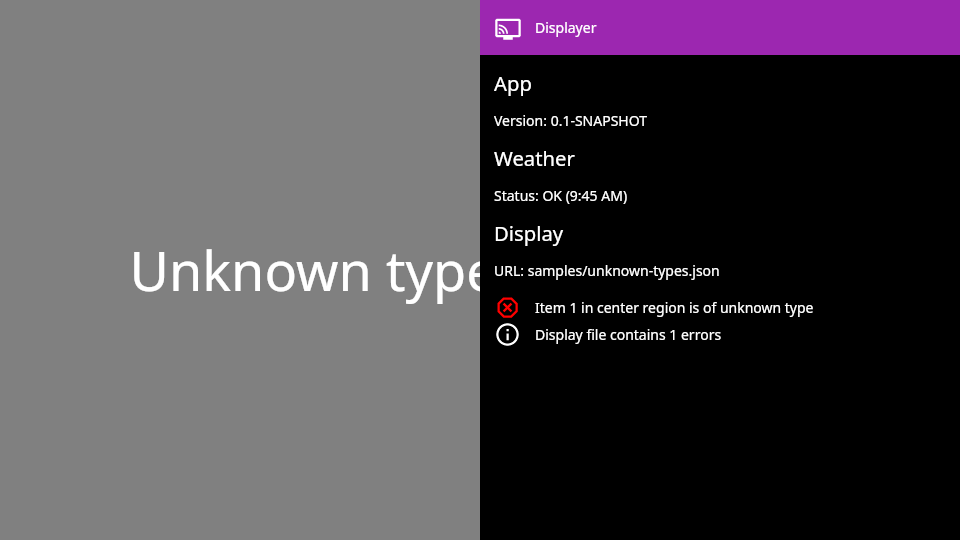 Unknown type
Displayer
App
Version: 0.1-SNAPSHOT
Weather
Status: OK (9:45 AM)
Display
URL: samples/unknown-types.json
Item 1 in center region is of unknown type
Display file contains 1 errors